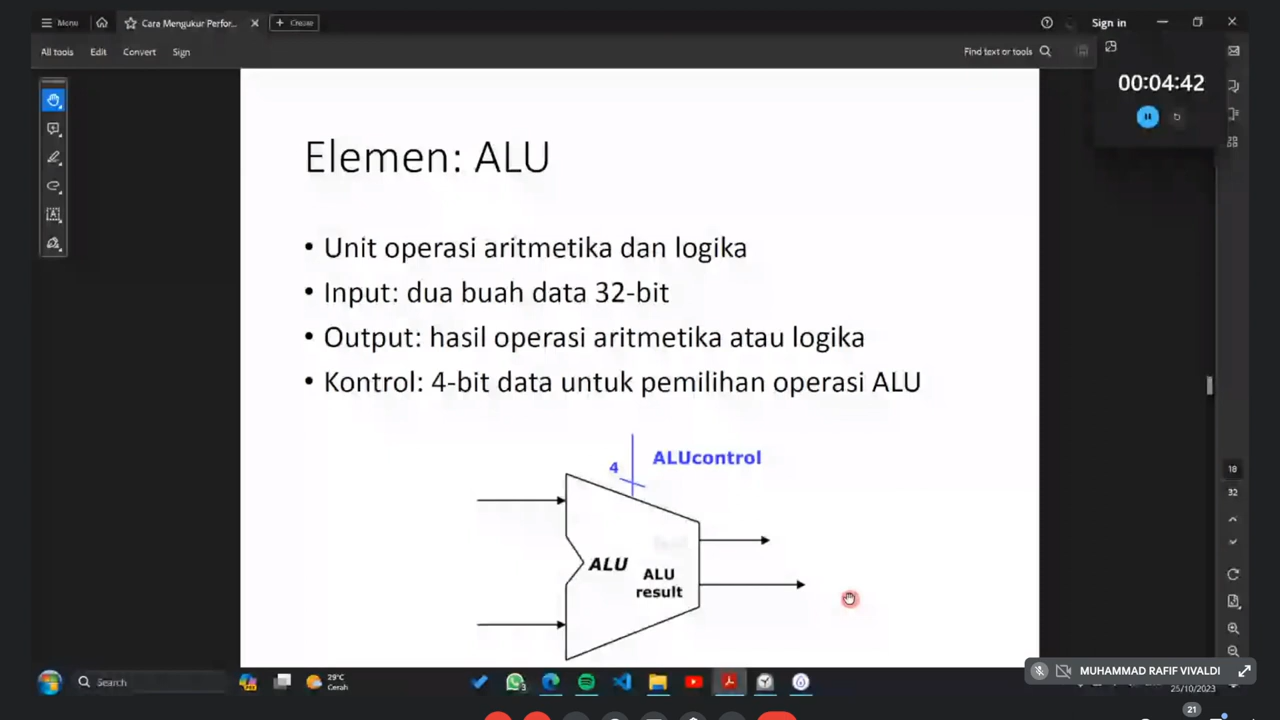 Menu
Cara Mengukur Perfor...
Create
Sign in
All tools
Edit
Convert
Sign
Find text or tools
00:04:42
Elemen: ALU
• Unit operasi aritmetika dan logika
• Input: dua buah data 32-bit
• Output: hasil operasi aritmetika atau logika
• Kontrol: 4-bit data untuk pemilihan operasi ALU
4
ALUcontrol
ALU
ALU
result
18
32
MUHAMMAD RAFIF VIVALDI
Search
29°C
Cerah
3
25/10/2023
21